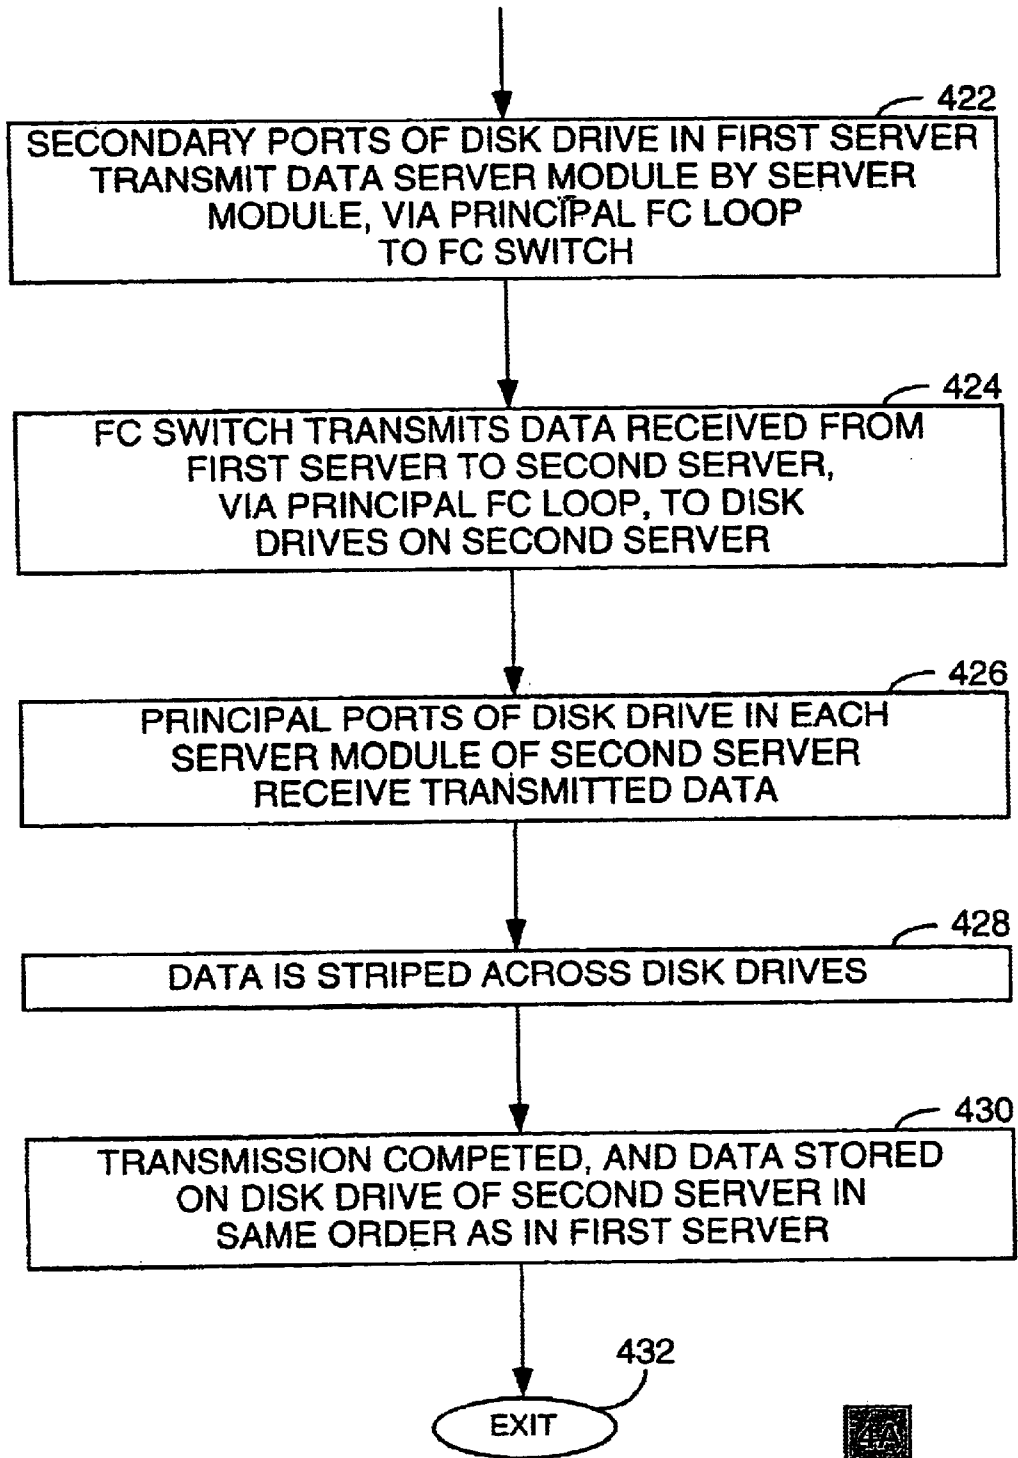 422
SECONDARY PORTS OF DISK DRIVE IN FIRST SERVER
TRANSMIT DATA SERVER MODULE BY SERVER
MODULE, VIA PRINCIPAL FC LOOP
TO FC SWITCH
424
FC SWITCH TRANSMITS DATA RECEIVED FROM
FIRST SERVER TO SECOND SERVER,
VIA PRINCIPAL FC LOOP, TO DISK
DRIVES ON SECOND SERVER
426
PRINCIPAL PORTS OF DISK DRIVE IN EACH
SERVER MODULE OF SECOND SERVER
RECEIVE TRANSMITTED DATA
428
DATA IS STRIPED ACROSS DISK DRIVES
430
TRANSMISSION COMPETED, AND DATA STORED
ON DISK DRIVE OF SECOND SERVER IN
SAME ORDER AS IN FIRST SERVER
432
EXIT
4A